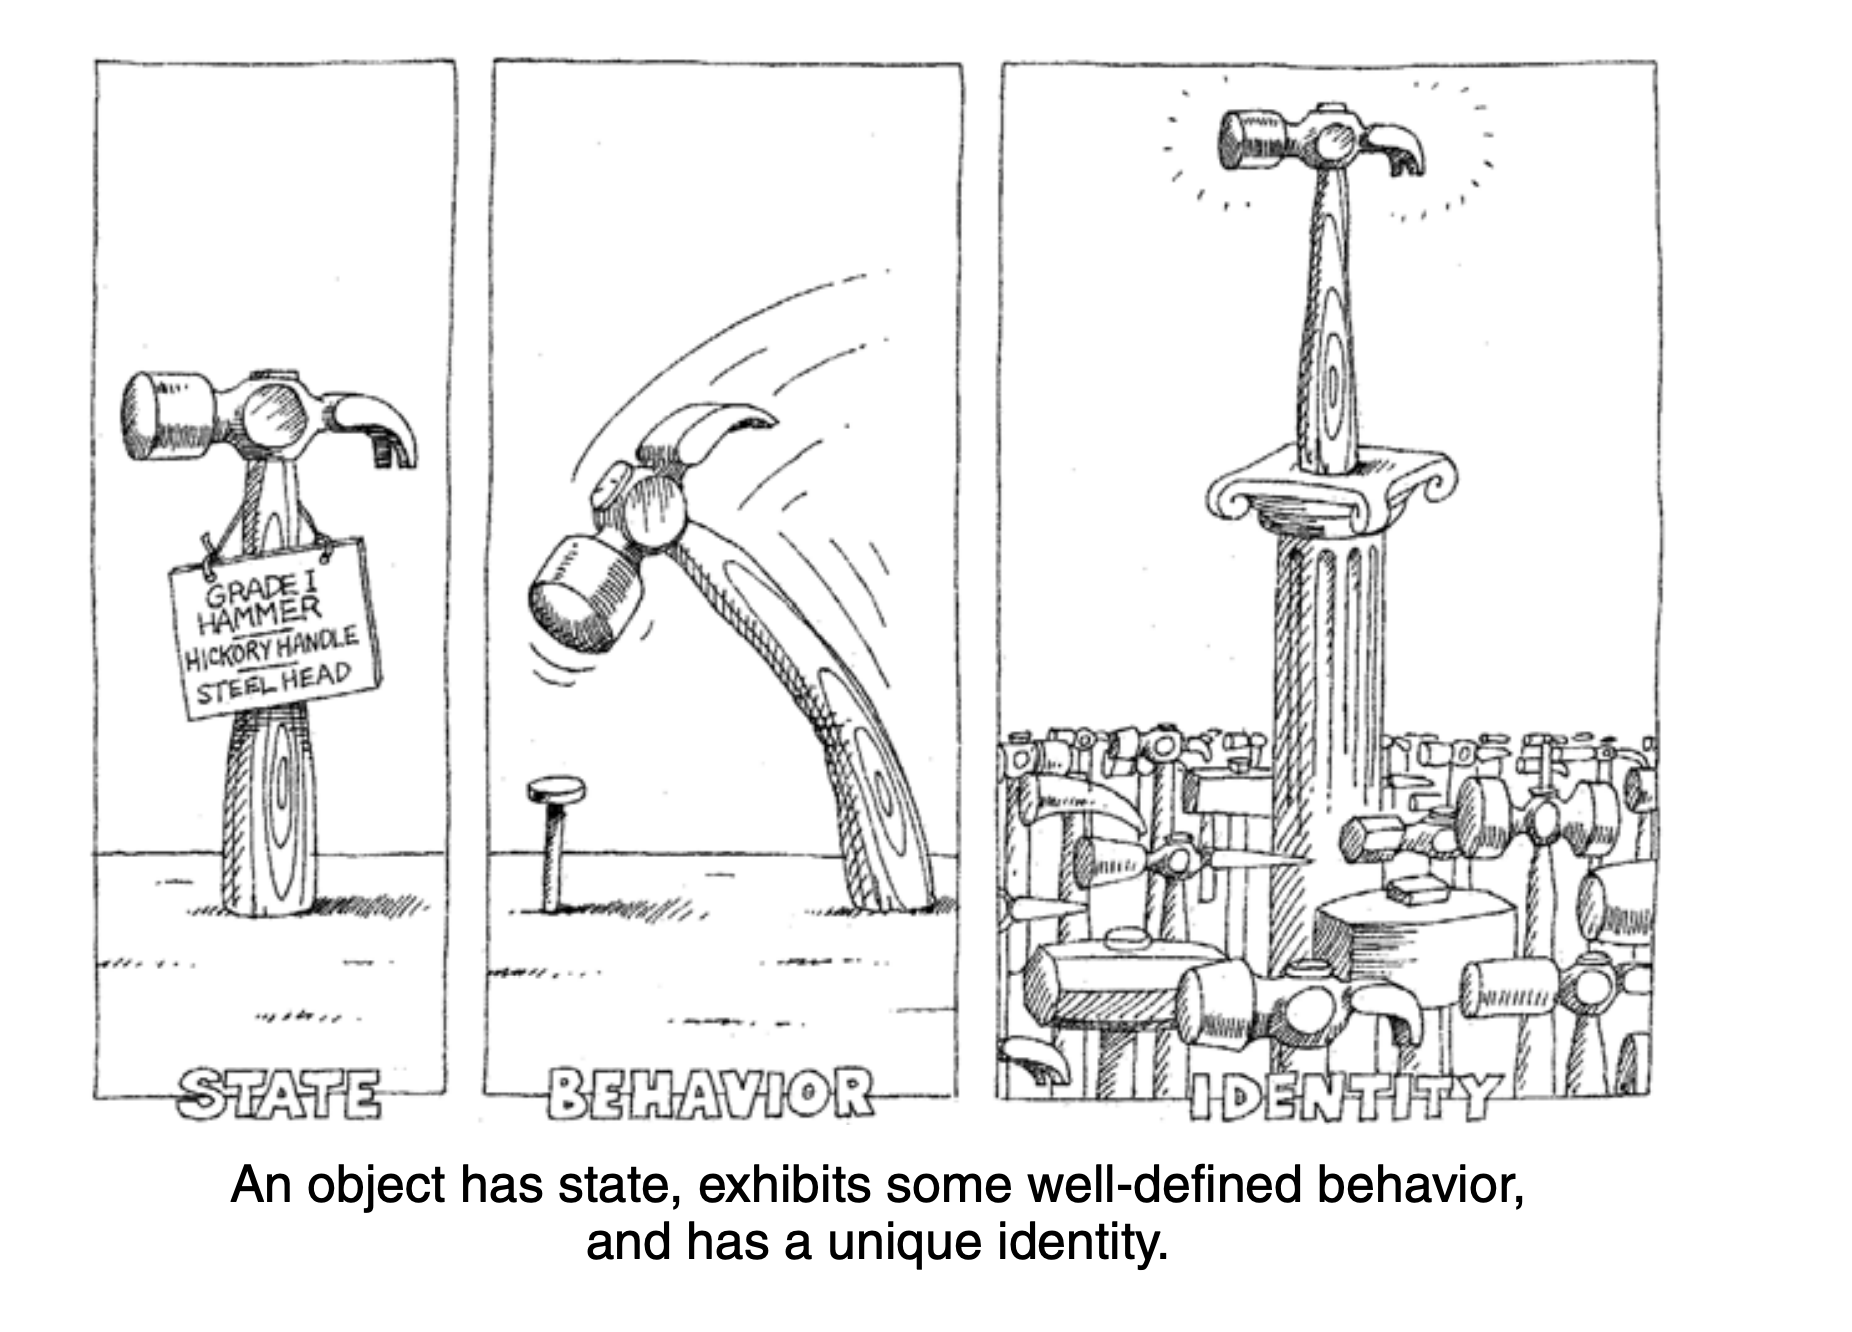 GRADE I
HAMMER
HICKORY HANDLE
STEEL HEAD
STATE
BEHAVIOR
IDENTITY
An object has state, exhibits some well-defined behavior,
and has a unique identity.